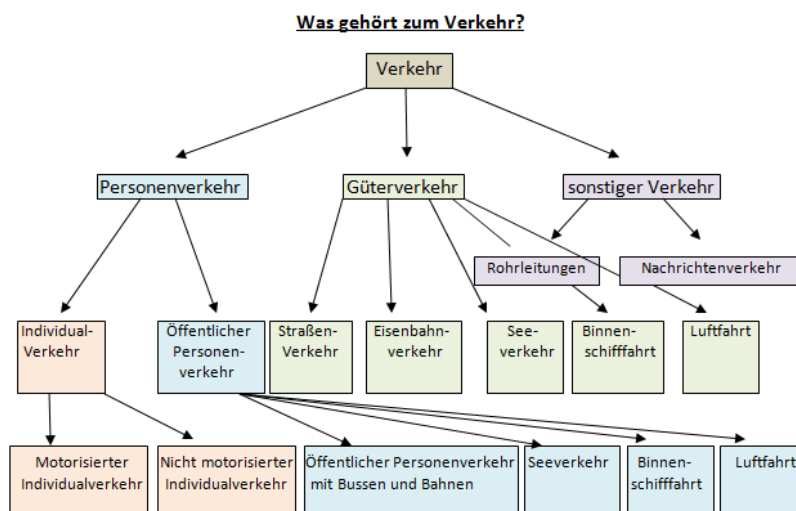 Was gehört zum Verkehr?
Verkehr
Personenverkehr
Güterverkehr
sonstiger Verkehr
Rohrleitungen
Nachrichtenverkehr
Individual-
Verkehr
Öffentlicher
Personen-
verkehr
Straßen-
Verkehr
Eisenbahn-
verkehr
See-
verkehr
Binnen-
schifffahrt
Luftfahrt
Motorisierter
Individualverkehr
Nicht motorisierter
Individualverkehr
Öffentlicher Personenverkehr
mit Bussen und Bahnen
Seeverkehr
Binnen-
schifffahrt
Luftfahrt